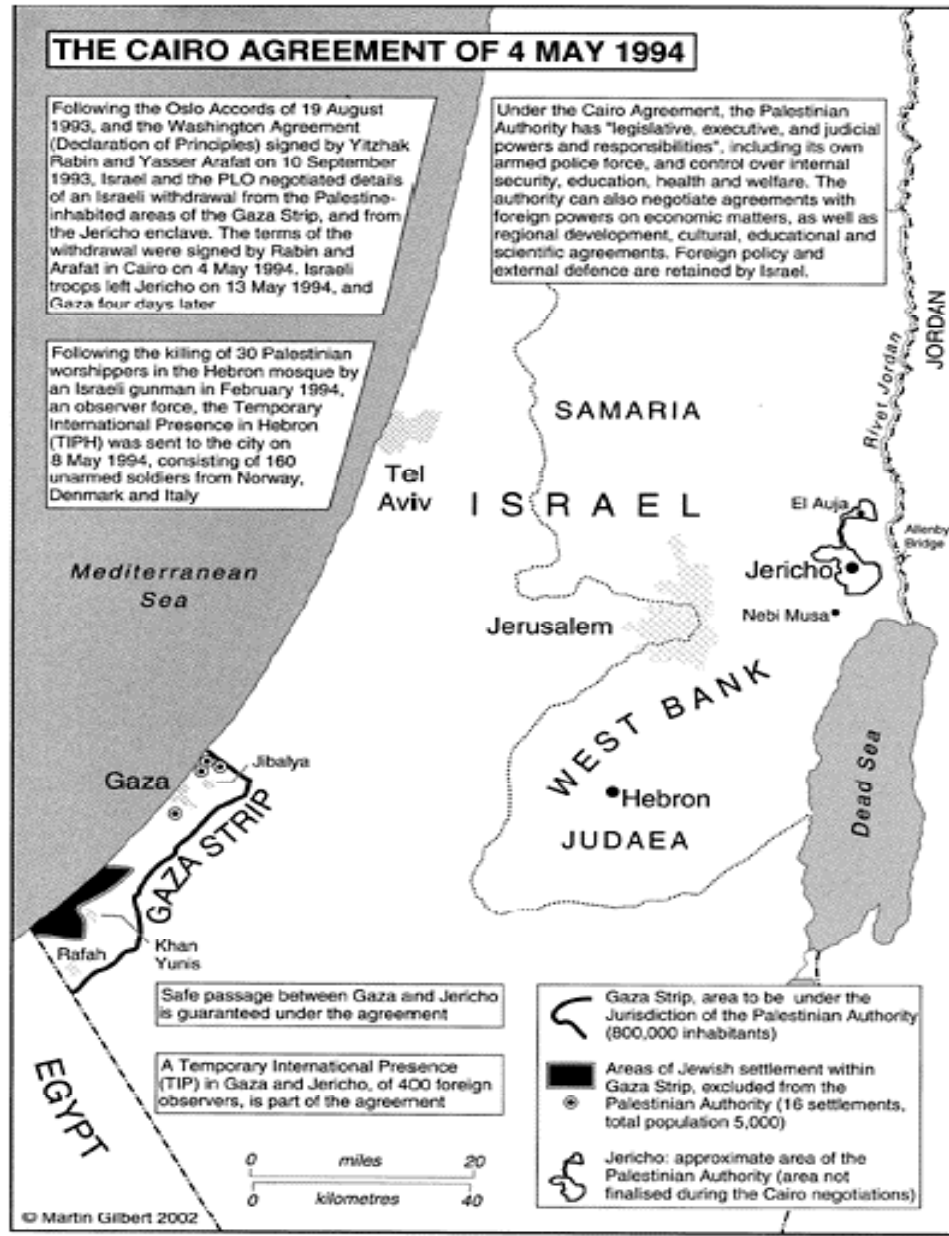 THE CAIRO AGREEMENT OF 4 MAY 1994
Following the Oslo Accords of 19 August
1993, and the Washington Agreement
(Declaration of Principles) signed by Yitzhak
Rabin and Yasser Arafat on 10 September
1993, Israel and the PLO negotiated details
of an Israeli withdrawal from the Palestine-
inhabited areas of the Gaza Strip, and from
the Jericho enclave. The terms of the
withdrawal were signed by Rabin and
Arafat in Cairo on 4 May 1994. Israeli
troops left Jericho on 13 May 1994, and
Gaza four days later
Under the Cairo Agreement, the Palestinian
Authority has "legislative, executive, and judicial
powers and responsibilities", including its own
armed police force, and control over internal
security, education, health and welfare. The
authority can also negotiate agreements with
foreign powers on economic matters, as well as
regional development, cultural, educational and
scientific agreements. Foreign policy and
external defence are retained by Israel.
Following the killing of 30 Palestinian
worshippers in the Hebron mosque by
an Israeli gunman in February 1994,
an observer force, the Temporary
International Presence in Hebron
(TIPH) was sent to the city on
8 May 1994, consisting of 160
unarmed soldiers from Norway,
Denmark and Italy
JORDAN
River Jordan
SAMARIA
Tel
Aviv
ISRAEL
El Auja
Allenby
Bridge
Jericho
Mediterranean
Sea
Jerusalem
Nebi Musa
WEST BANK
Dead Sea
Gaza
Jibalya
Hebron
JUDAEA
GAZA STRIP
Rafah
Khan
Yunis
EGYPT
Safe passage between Gaza and Jericho
is guaranteed under the agreement
A Temporary International Presence
(TIP) in Gaza and Jericho, of 400 foreign
observers, is part of the agreement
0 miles 20
0 kilometres 40
Gaza Strip, area to be under the
Jurisdiction of the Palestinian Authority
(800,000 inhabitants)
Areas of Jewish settlement within
Gaza Strip, excluded from the
Palestinian Authority (16 settlements,
total population 5,000)
Jericho: approximate area of the
Palestinian Authority (area not
finalised during the Cairo negotiations)
© Martin Gilbert 2002